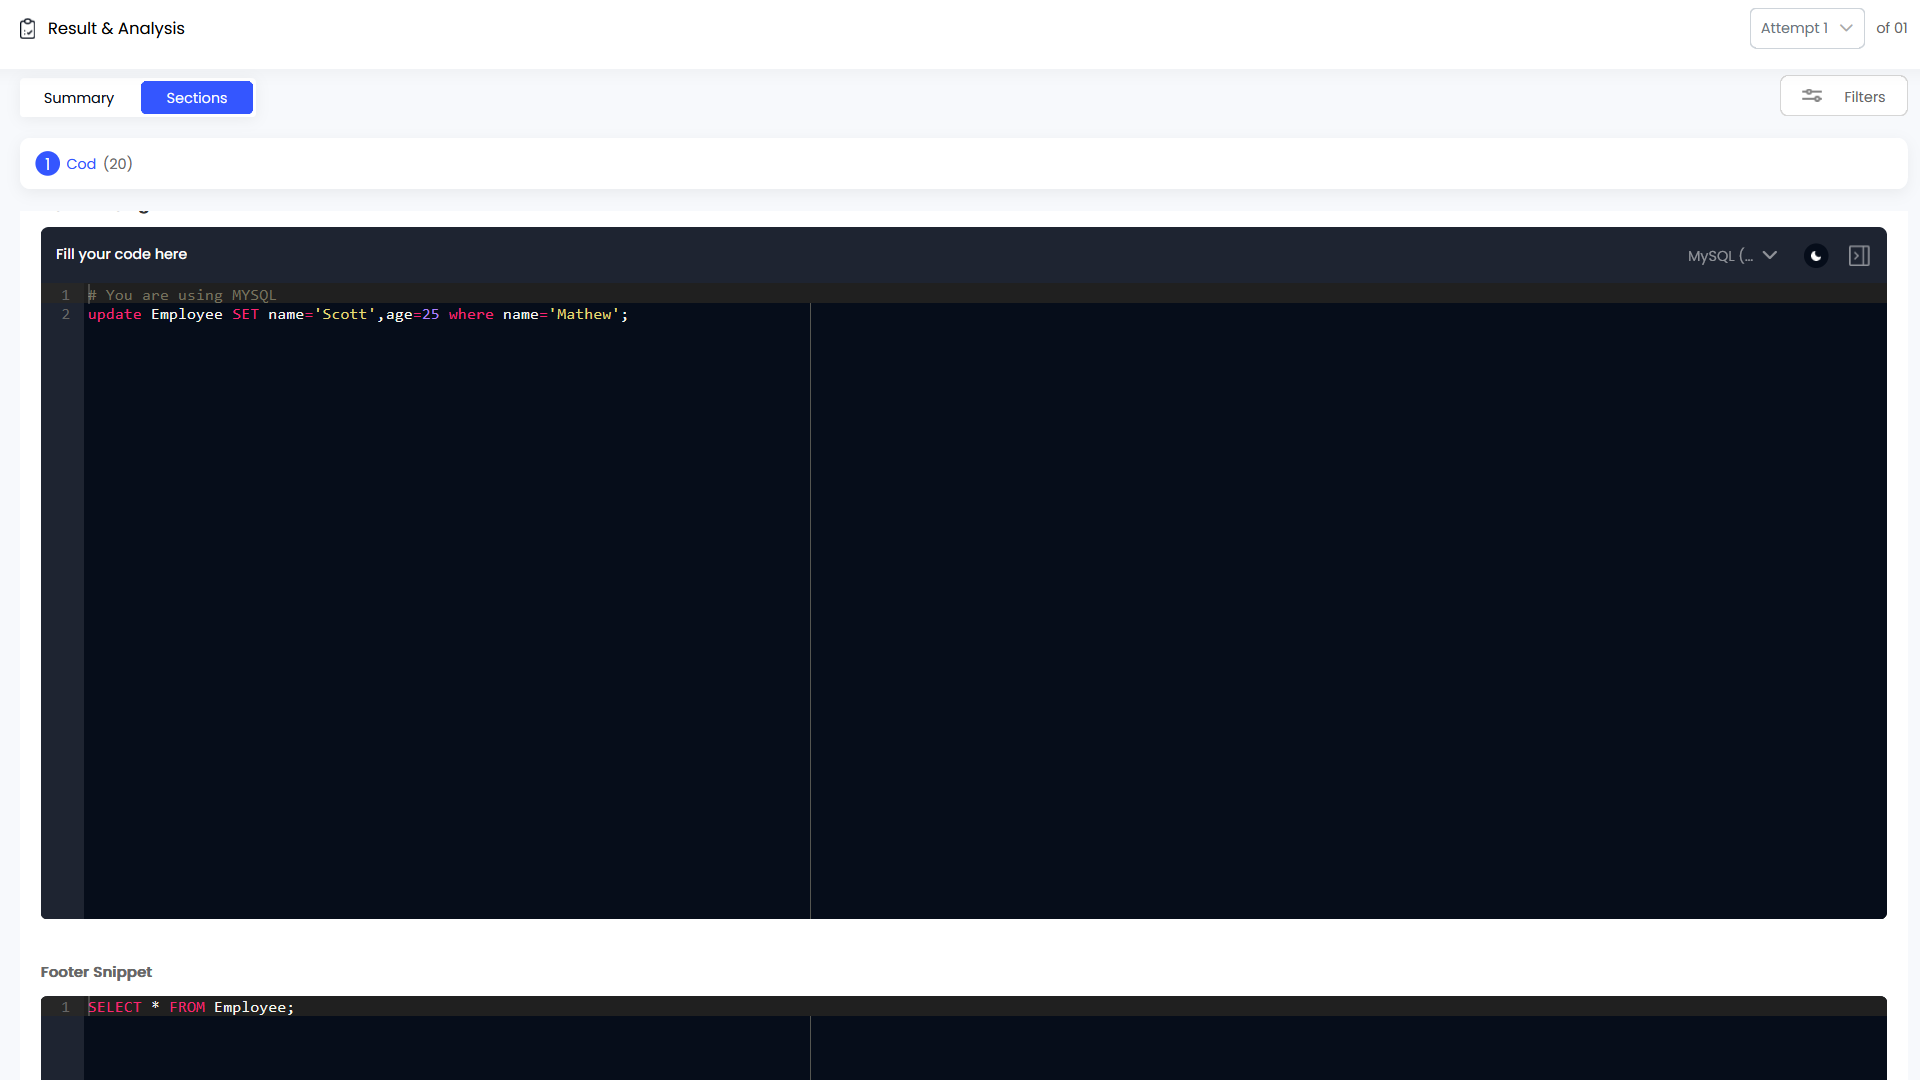 Result & Analysis
Attempt 1 of 01
Summary Sections Filters
1 Cod (20)
Fill your code here MySQL (...
1 # You are using MYSQL
2 update Employee SET name='Scott',age=25 where name='Mathew';
Footer Snippet
1 SELECT * FROM Employee;